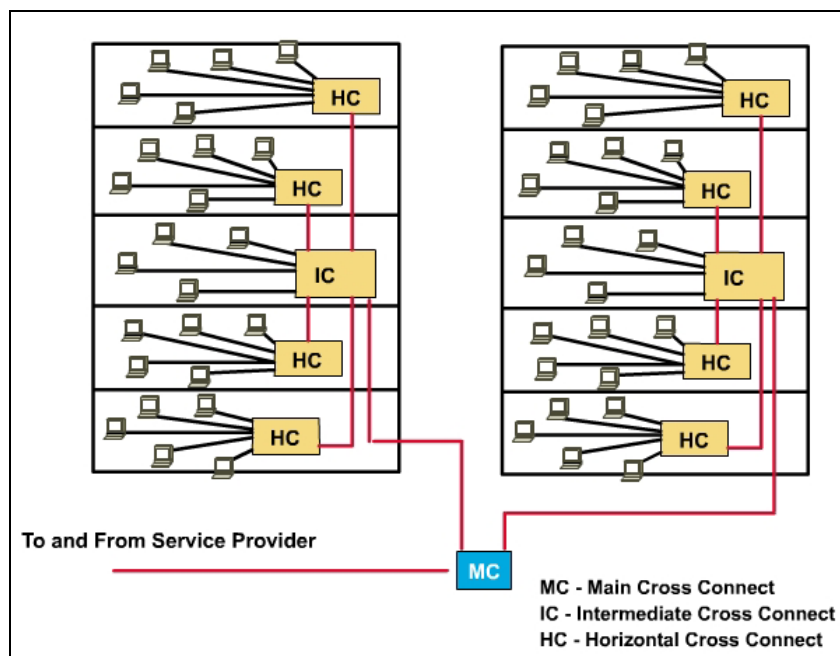 HC
HC
HC
HC
IC
IC
HC
HC
HC
HC
To and From Service Provider
MC
MC - Main Cross Connect
IC - Intermediate Cross Connect
HC - Horizontal Cross Connect